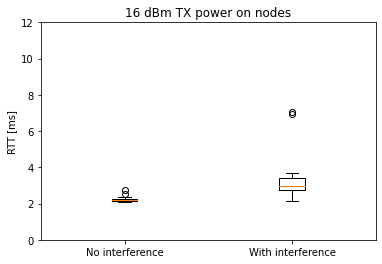 16 dBm TX power on nodes
12
10
8
6
4
2
0
RTT [ms]
No interference
With interference